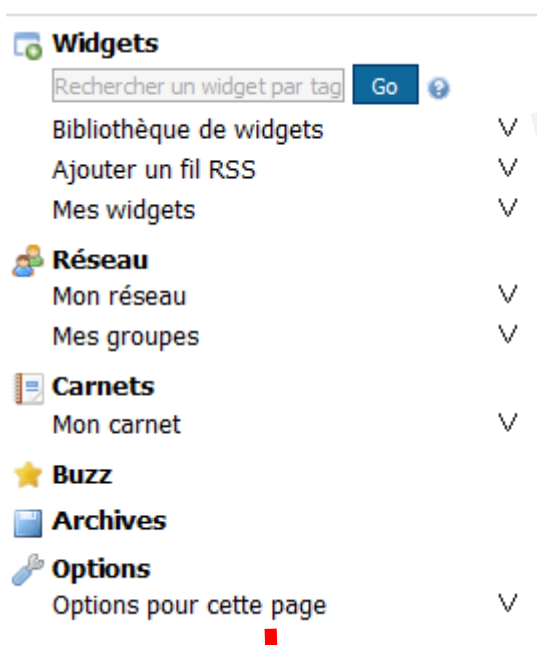 Widgets
Rechercher un widget par tag Go
Bibliothèque de widgets
Ajouter un fil RSS
Mes widgets
Réseau
Mon réseau
Mes groupes
Carnets
Mon carnet
Buzz
Archives
Options
Options pour cette page